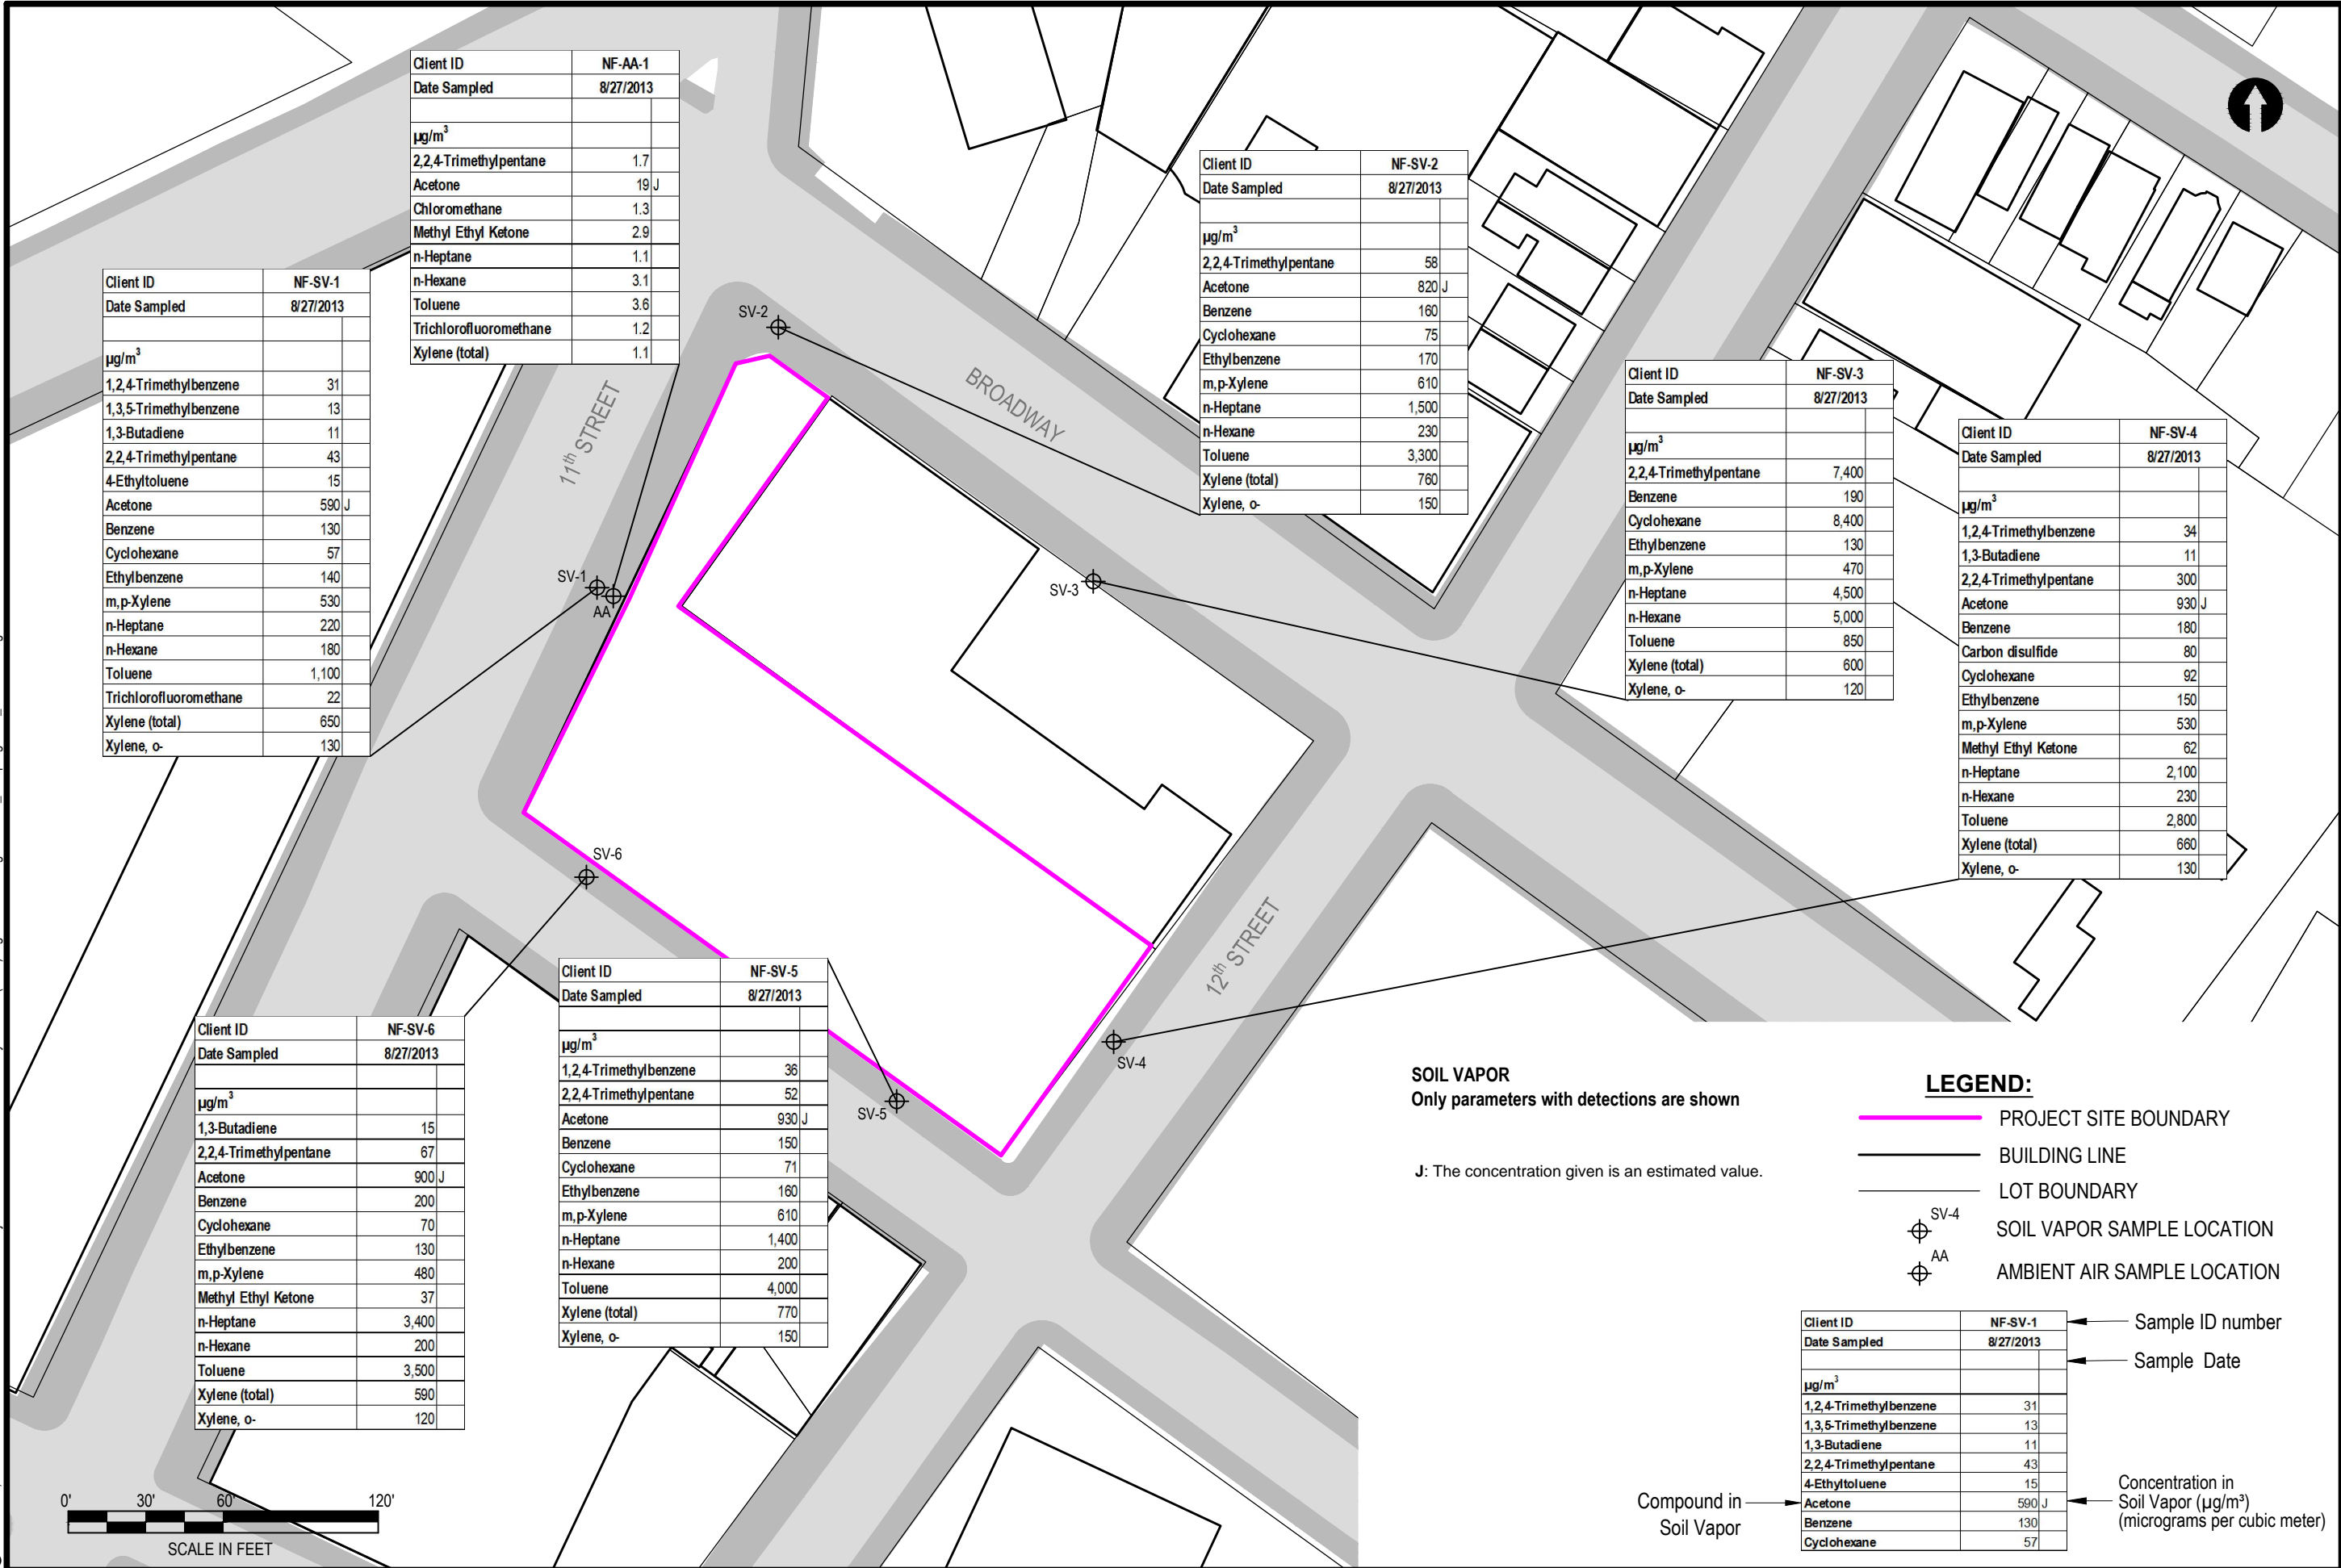 Client ID NF-AA-1
Date Sampled 8/27/2013
µg/m³
2,2,4-Trimethylpentane 1.7
Acetone 19 J
Chloromethane 1.3
Methyl Ethyl Ketone 2.9
n-Heptane 1.1
n-Hexane 3.1
Toluene 3.6
Trichlorofluoromethane 1.2
Xylene (total) 1.1
Client ID NF-SV-1
Date Sampled 8/27/2013
µg/m³
1,2,4-Trimethylbenzene 31
1,3,5-Trimethylbenzene 13
1,3-Butadiene 11
2,2,4-Trimethylpentane 43
4-Ethyltoluene 15
Acetone 590 J
Benzene 130
Cyclohexane 57
Ethylbenzene 140
m,p-Xylene 530
n-Heptane 220
n-Hexane 180
Toluene 1,100
Trichlorofluoromethane 22
Xylene (total) 650
Xylene, o- 130
Client ID NF-SV-2
Date Sampled 8/27/2013
µg/m³
2,2,4-Trimethylpentane 58
Acetone 820 J
Benzene 160
Cyclohexane 75
Ethylbenzene 170
m,p-Xylene 610
n-Heptane 1,500
n-Hexane 230
Toluene 3,300
Xylene (total) 760
Xylene, o- 150
Client ID NF-SV-3
Date Sampled 8/27/2013
µg/m³
2,2,4-Trimethylpentane 7,400
Benzene 190
Cyclohexane 8,400
Ethylbenzene 130
m,p-Xylene 470
n-Heptane 4,500
n-Hexane 5,000
Toluene 850
Xylene (total) 600
Xylene, o- 120
Client ID NF-SV-4
Date Sampled 8/27/2013
µg/m³
1,2,4-Trimethylbenzene 34
1,3-Butadiene 11
2,2,4-Trimethylpentane 300
Acetone 930 J
Benzene 180
Carbon disulfide 80
Cyclohexane 92
Ethylbenzene 150
m,p-Xylene 530
Methyl Ethyl Ketone 62
n-Heptane 2,100
n-Hexane 230
Toluene 2,800
Xylene (total) 660
Xylene, o- 130
SV-2
BROADWAY
11th STREET
SV-1
AA
SV-3
SV-6
12th STREET
SV-4
SV-5
Client ID NF-SV-5
Date Sampled 8/27/2013
µg/m³
1,2,4-Trimethylbenzene 36
2,2,4-Trimethylpentane 52
Acetone 930 J
Benzene 150
Cyclohexane 71
Ethylbenzene 160
m,p-Xylene 610
n-Heptane 1,400
n-Hexane 200
Toluene 4,000
Xylene (total) 770
Xylene, o- 150
Client ID NF-SV-6
Date Sampled 8/27/2013
µg/m³
1,3-Butadiene 15
2,2,4-Trimethylpentane 67
Acetone 900 J
Benzene 200
Cyclohexane 70
Ethylbenzene 130
m,p-Xylene 480
Methyl Ethyl Ketone 37
n-Heptane 3,400
n-Hexane 200
Toluene 3,500
Xylene (total) 590
Xylene, o- 120
0' 30' 60' 120'
SCALE IN FEET
SOIL VAPOR
Only parameters with detections are shown
J: The concentration given is an estimated value.
LEGEND:
PROJECT SITE BOUNDARY
BUILDING LINE
LOT BOUNDARY
SV-4
SOIL VAPOR SAMPLE LOCATION
AA
AMBIENT AIR SAMPLE LOCATION
Client ID NF-SV-1
Date Sampled 8/27/2013
µg/m³
1,2,4-Trimethylbenzene 31
1,3,5-Trimethylbenzene 13
1,3-Butadiene 11
2,2,4-Trimethylpentane 43
4-Ethyltoluene 15
Acetone 590 J
Benzene 130
Cyclohexane 57
Sample ID number
Sample Date
Compound in
Soil Vapor
Concentration in
Soil Vapor (µg/m³)
(micrograms per cubic meter)